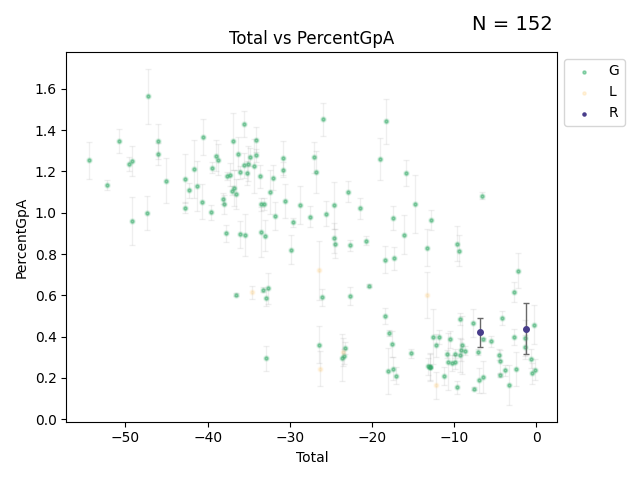 N = 152
Total vs PercentGpA
G
L
R
PercentGpA
1.6
1.4
1.2
1.0
0.8
0.6
0.4
0.2
0.0
−50 −40 −30 −20 −10 0
Total